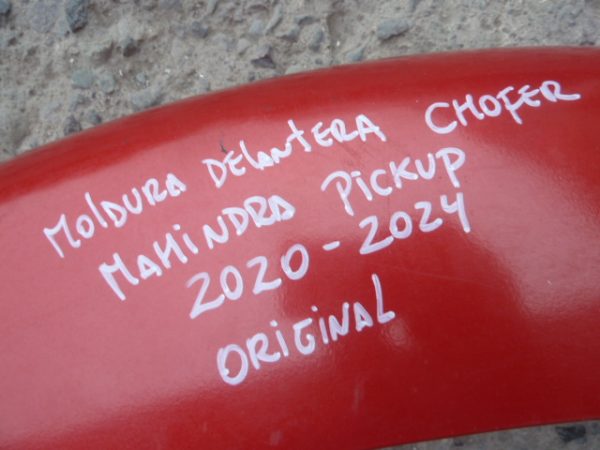 MOLDURA DELANTERA CHOFER
MAHINDRA PICKUP
2020-2024
ORIGINAL